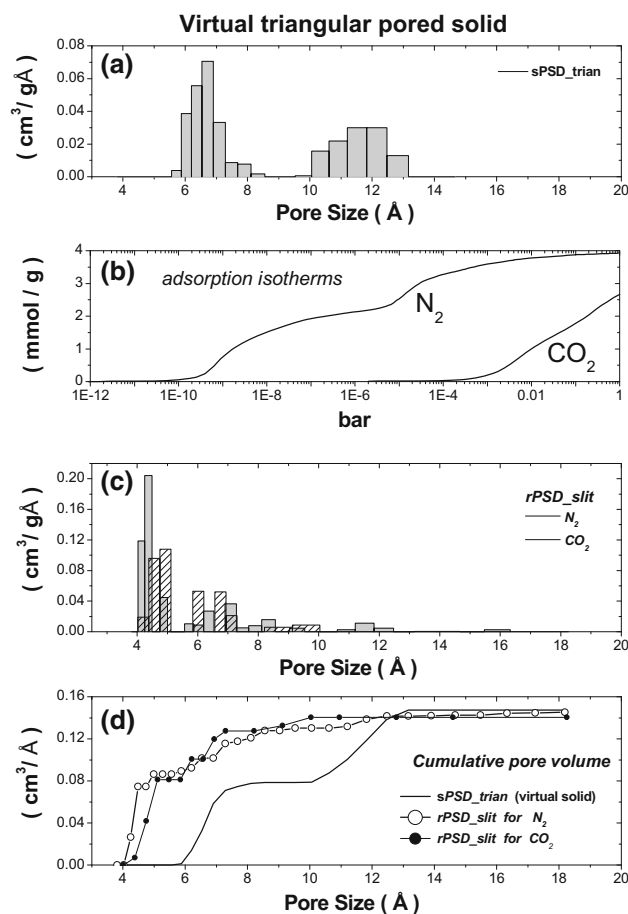 Virtual triangular pored solid
(a)
sPSD_trian
( cm³/ gÅ )
0.08
0.04
0.00
4 6 8 10 12 14 16 18 20
Pore Size ( Å )
(b)
adsorption isotherms
N₂
CO₂
( mmol / g )
4
3
2
1
0
1E-12 1E-10 1E-8 1E-6 1E-4 0.01 1
bar
(c)
rPSD_slit
N₂
CO₂
( cm³/ gÅ )
0.20
0.16
0.12
0.08
0.04
0.00
4 6 8 10 12 14 16 18 20
Pore Size ( Å )
(d)
Cumulative pore volume
sPSD_trian (virtual solid)
rPSD_slit for N₂
rPSD_slit for CO₂
( cm³/ Å )
0.16
0.12
0.08
0.04
0.00
4 6 8 10 12 14 16 18 20
Pore Size ( Å )